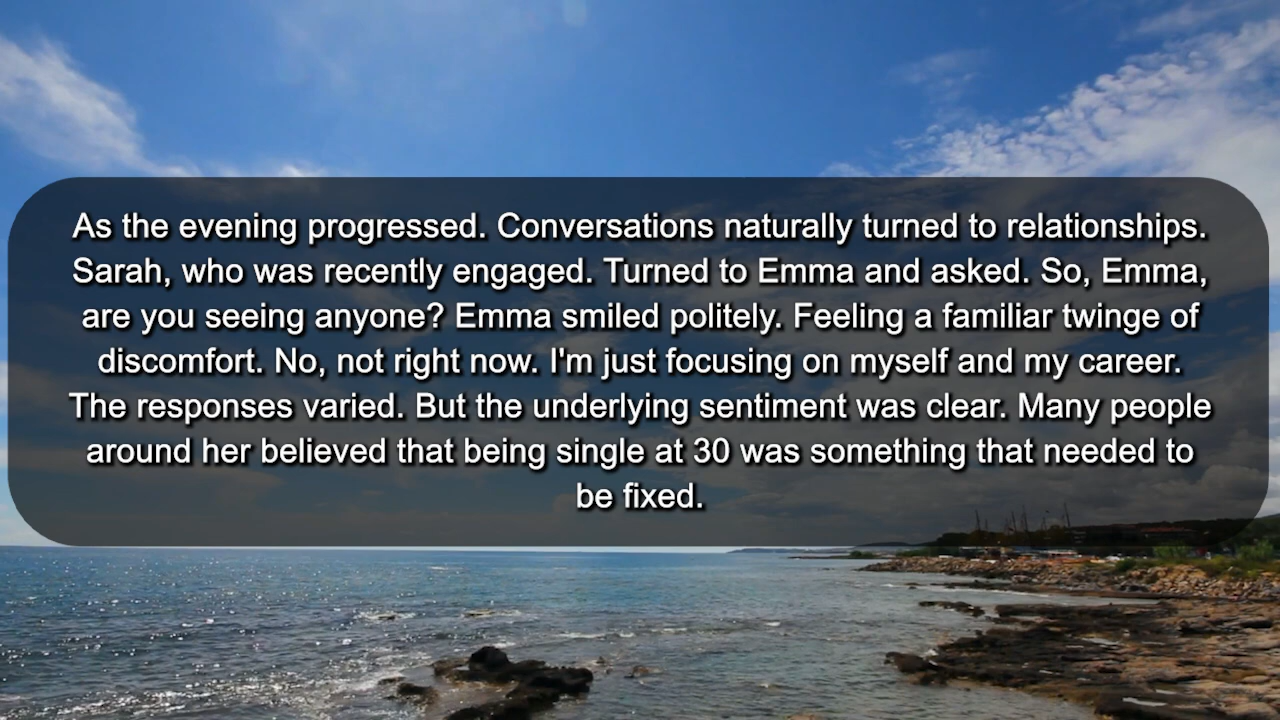 As the evening progressed. Conversations naturally turned to relationships.
Sarah, who was recently engaged. Turned to Emma and asked. So, Emma,
are you seeing anyone? Emma smiled politely. Feeling a familiar twinge of
discomfort. No, not right now. I'm just focusing on myself and my career.
The responses varied. But the underlying sentiment was clear. Many people
around her believed that being single at 30 was something that needed to
be fixed.